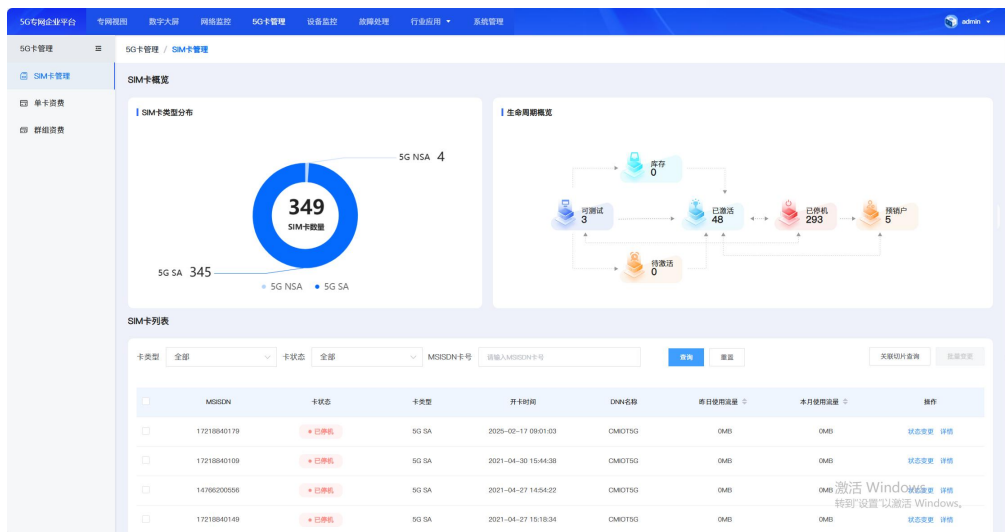 5G专网企业平台 专网视图 数字大屏 网络监控 5G卡管理 设备监控 故障处理 行业应用 系统管理 admin
5G卡管理
5G卡管理 / SIM卡管理
SIM卡管理
单卡资费
群组资费
SIM卡概览
SIM卡类型分布
5G NSA 4
349
SIM卡数量
5G SA 345
5G NSA 5G SA
生命周期概览
库存
0
可测试
3
已激活
48
已停机
293
预销户
5
待激活
0
SIM卡列表
卡类型 全部 卡状态 全部 MSISDN卡号 请输入MSISDN卡号 查询 重置 关联切片查询 批量变更
MSISDN 卡状态 卡类型 开卡时间 DNN名称 昨日使用流量 本月使用流量 操作
17218840179 已停机 5G SA 2025-02-17 09:01:03 CMIOT5G 0MB 0MB 状态变更 详情
17218840109 已停机 5G SA 2021-04-30 15:44:38 CMIOT5G 0MB 0MB 状态变更 详情
14766200556 已停机 5G SA 2021-04-27 14:54:22 CMIOT5G 0MB 0MB 状态变更 详情
17218840149 已停机 5G SA 2021-04-27 15:18:34 CMIOT5G 0MB 0MB 状态变更 详情
激活 Windows
转到"设置"以激活 Windows。